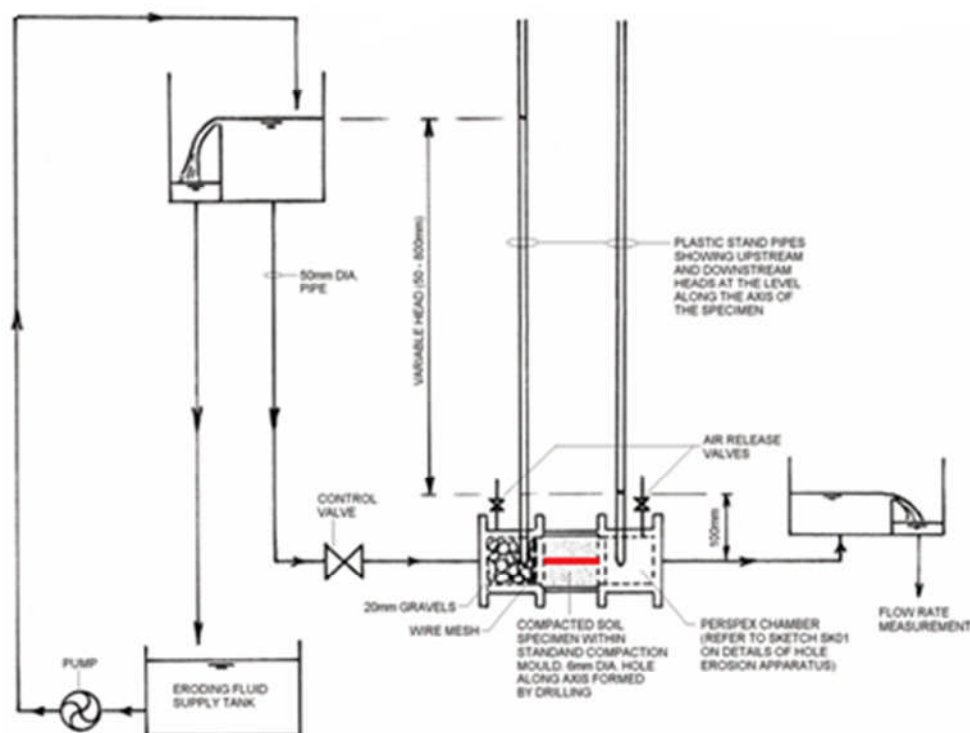 50mm DIA.
PIPE
VARIABLE HEAD (50 - 800mm)
PLASTIC STAND PIPES
SHOWING UPSTREAM
AND DOWNSTREAM
HEADS AT THE LEVEL
ALONG THE AXIS OF
THE SPECIMEN
AIR RELEASE
VALVES
CONTROL
VALVE
100mm
20mm GRAVELS
WIRE MESH
COMPACTED SOIL
SPECIMEN WITHIN
STANDAND COMPACTION
MOULD. 6mm DIA. HOLE
ALONG AXIS FORMED
BY DRILLING
PERSPEX CHAMBER
(REFER TO SKETCH SK01
ON DETAILS OF HOLE
EROSION APPARATUS)
FLOW RATE
MEASUREMENT
PUMP
ERODING FLUID
SUPPLY TANK